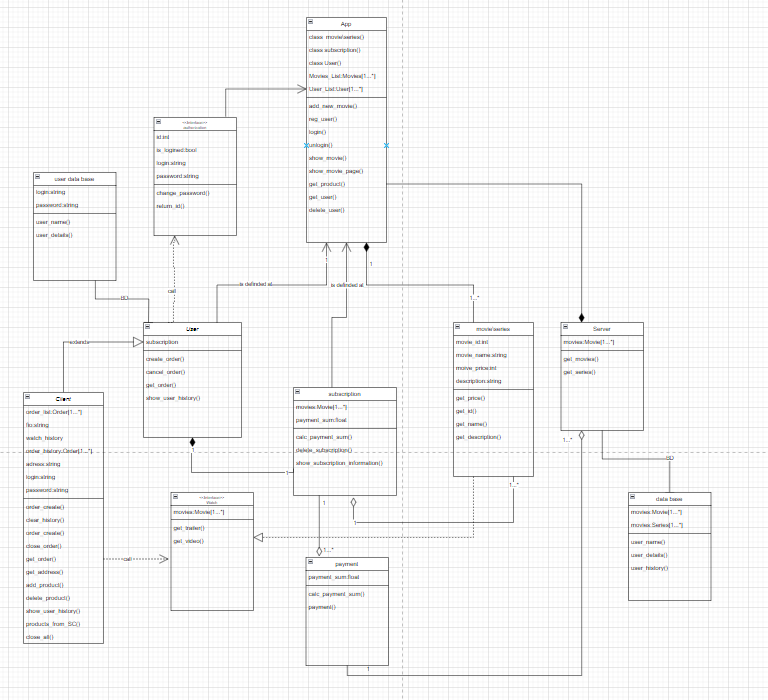 App
class movie\series()
class subscription()
class User()
Movies_List:Movies[1...*]
User_List:User[1...*]
add_new_movie()
reg_user()
login()
unlogin()
show_movie()
show_movie_page()
get_product()
get_user()
delete_user()
<<Interface>>
authorization
id:int
is_logined:bool
login:string
password:string
change_password()
return_id()
user data base
login:string
password:string
user_name()
user_details()
BD
call
is definded at
1
is definded at
1
1...*
User
subscription
create_order()
cancel_order()
get_order()
show_user_history()
extends
movie\series
movie_id:int
movie_name:string
moive_price:int
description:string
get_price()
get_id()
get_name()
get_description()
Server
movies:Movie[1...*]
get_movies()
get_series()
Client
order_list:Order[1...*]
fio:string
watch_history
order_history:Order[1...*]
adress:string
login:string
password:string
order_create()
clear_history()
order_create()
close_order()
get_order()
get_address()
add_product()
delete_product()
show_user_history()
products_from_SC()
close_all()
subscription
movies:Movie[1...*]
payment_sum:float
calc_payment_sum()
delete_subscription()
show_subscription_information()
1
1
1...*
BD
1...*
<<Interface>>
Watch
movies:Movie[1...*]
get_trailer()
get_video()
call
1
1
1...*
data base
movies:Movie[1...*]
movies:Series[1...*]
user_name()
user_details()
user_history()
payment
payment_sum:float
calc_payment_sum()
payment()
1